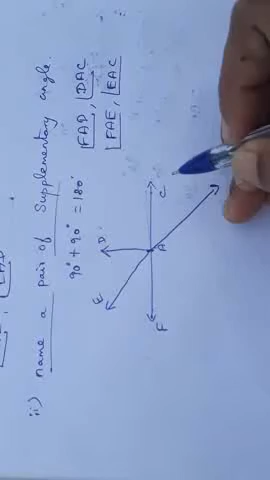 ii) name a pair of Supplementary angle.
90° + 90° = 180°
∠FAD, ∠DAC
∠FAE, ∠EAC
E
D
F
A
C